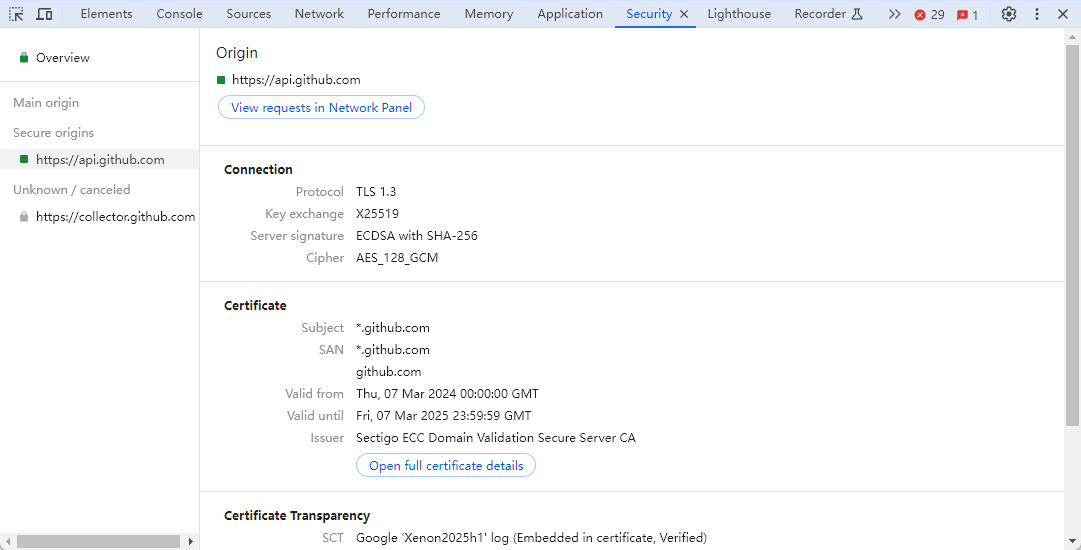 Elements Console Sources Network Performance Memory Application Security Lighthouse Recorder 29 1
Overview
Main origin
Secure origins
https://api.github.com
Unknown / canceled
https://collector.github.com
Origin
https://api.github.com
View requests in Network Panel
Connection
Protocol TLS 1.3
Key exchange X25519
Server signature ECDSA with SHA-256
Cipher AES_128_GCM
Certificate
Subject *.github.com
SAN *.github.com
github.com
Valid from Thu, 07 Mar 2024 00:00:00 GMT
Valid until Fri, 07 Mar 2025 23:59:59 GMT
Issuer Sectigo ECC Domain Validation Secure Server CA
Open full certificate details
Certificate Transparency
SCT Google 'Xenon2025h1' log (Embedded in certificate, Verified)